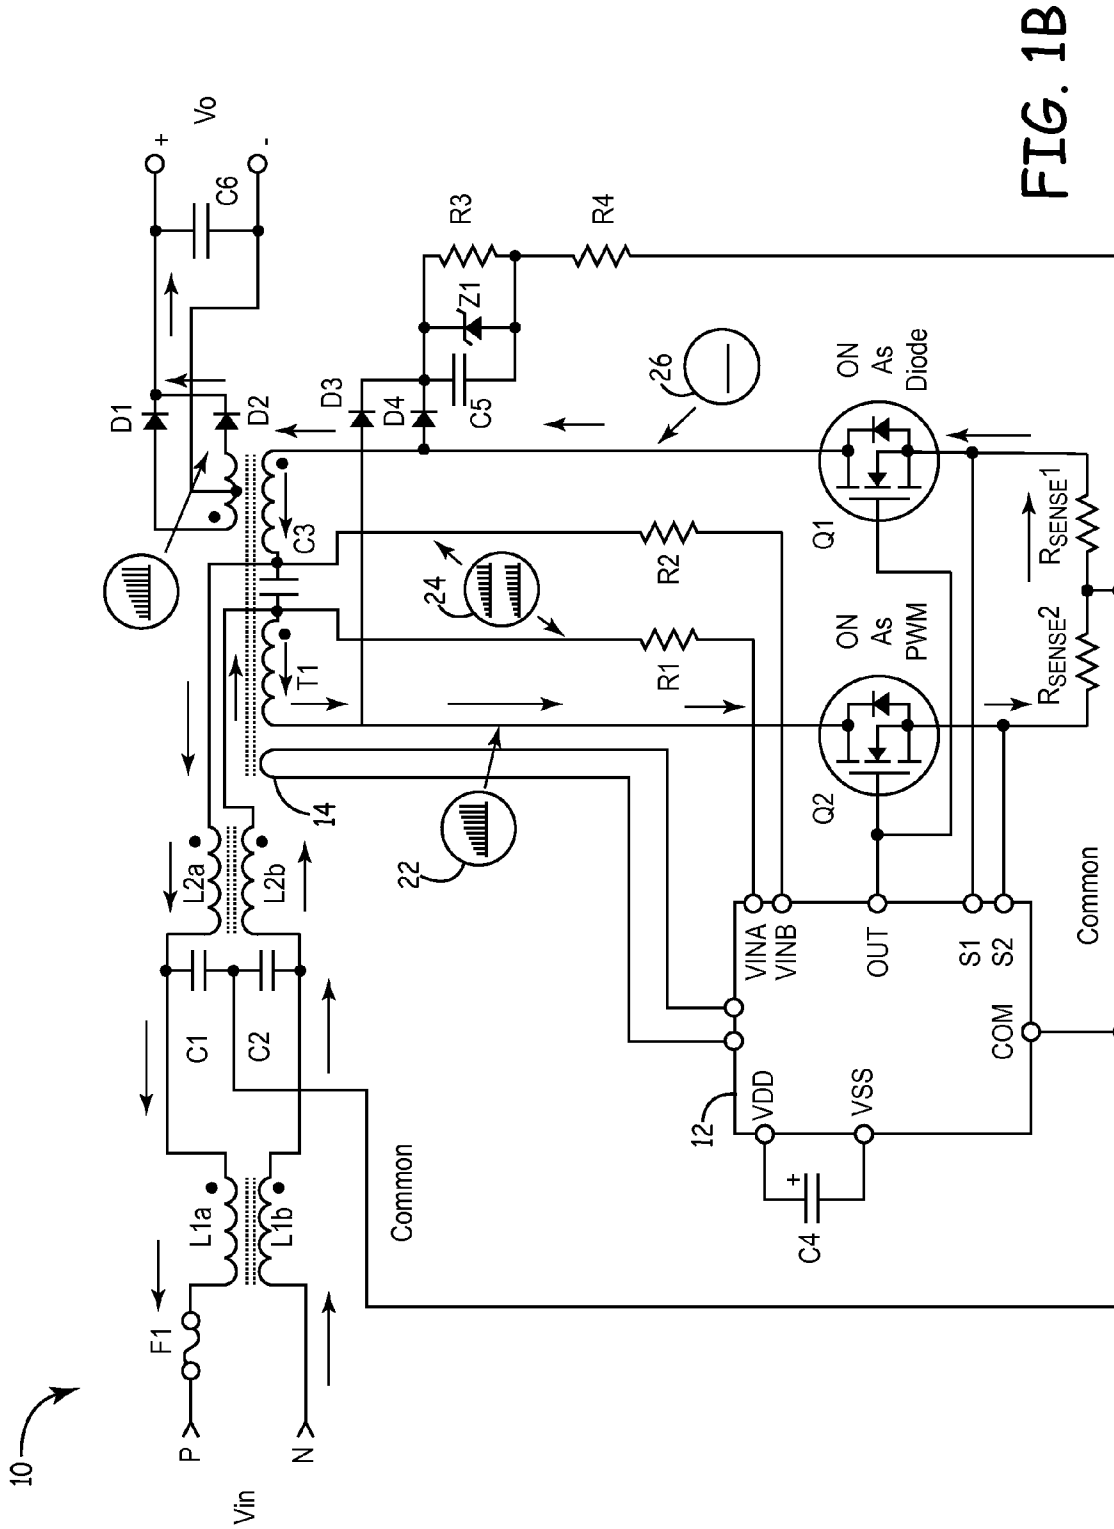 FIG. 1B
10
Vin
P
N
F1
L1a
L1b
Common
C1
C2
L2a
L2b
14
T1
C3
24
D1
D2
+
Vo
-
C6
D3
D4
C5
Z1
R3
R4
26
22
R1
R2
Q1
ON
As
Diode
Q2
ON
As
PWM
RSENSE1
RSENSE2
12
VDD
VSS
C4
+
VINA
VINB
OUT
S1
S2
COM
Common